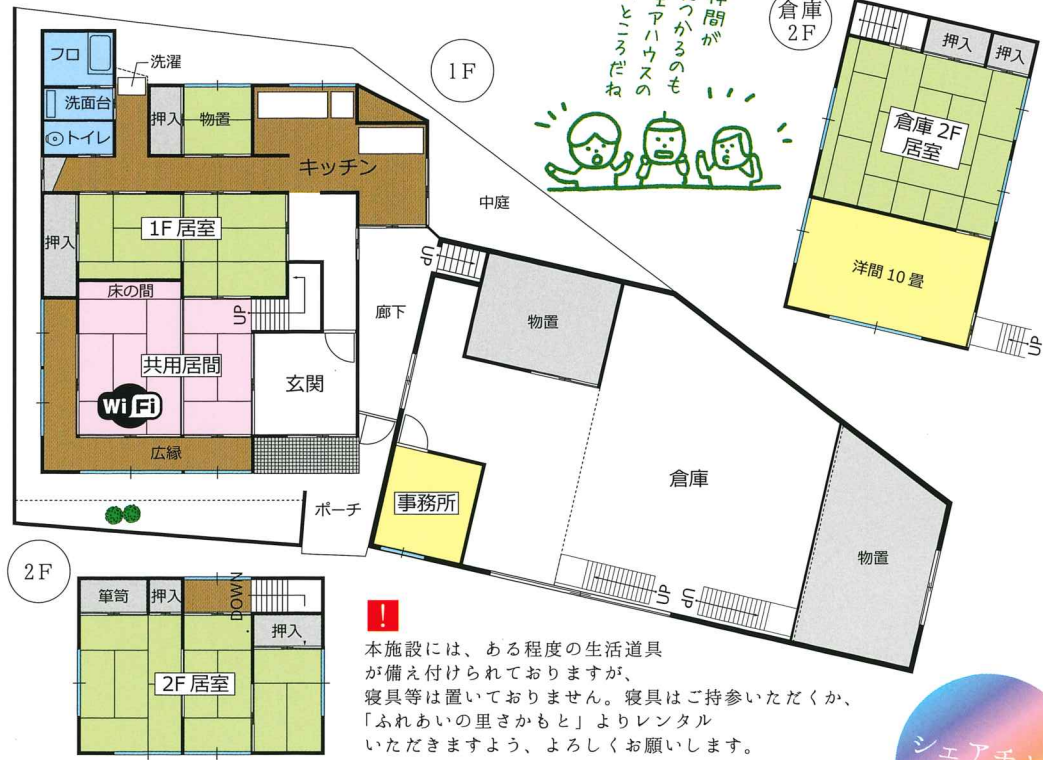 仲間が
つかるのも
ェアハウスの
ところだね
倉庫
2F
押入
押入
倉庫 2F
居室
洋間 10 畳
UP
1F
フロ
洗濯
洗面台
トイレ
押入
物置
キッチン
中庭
押入
1F 居室
UP
廊下
物置
床の間
UP
共用居間
玄関
WiFi
広縁
ポーチ
事務所
倉庫
物置
UP
UP
2F
箪笥
押入
DOWN
押入
2F 居室
!
本施設には、ある程度の生活道具
が備え付けられておりますが、
寝具等は置いておりません。寝具はご持参いただくか、
「ふれあいの里さかもと」よりレンタル
いただきますよう、よろしくお願いします。
シェアチ